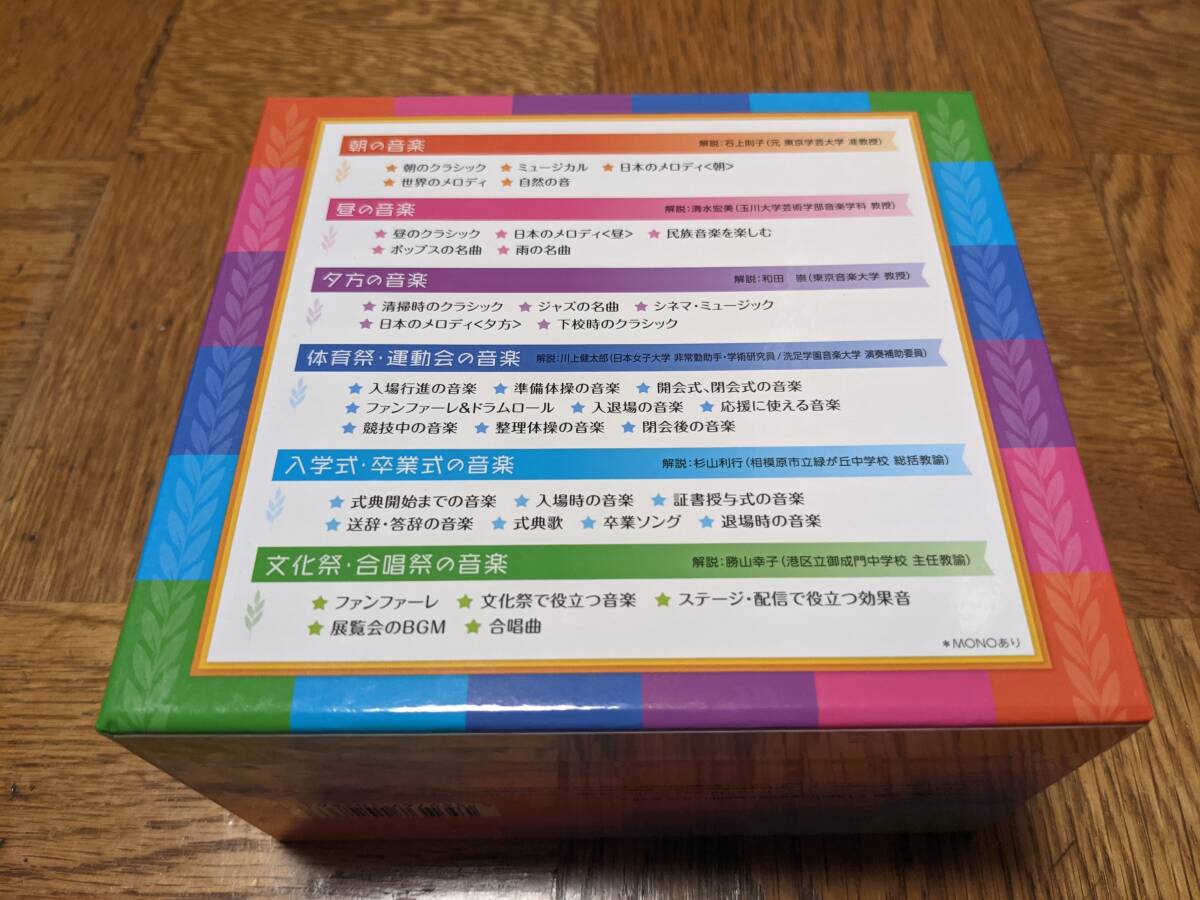 朝の音楽 解説:石上則子(元 東京学芸大学 准教授)
★ 朝のクラシック ★ ミュージカル ★ 日本のメロディ<朝>
★ 世界のメロディ ★ 自然の音
昼の音楽 解説:清水宏美(玉川大学芸術学部音楽学科 教授)
★ 昼のクラシック ★ 日本のメロディ<昼> ★ 民族音楽を楽しむ
★ ポップスの名曲 ★ 雨の名曲
夕方の音楽 解説:和田 崇(東京音楽大学 教授)
★ 清掃時のクラシック ★ ジャズの名曲 ★ シネマ・ミュージック
★ 日本のメロディ<夕方> ★ 下校時のクラシック
体育祭・運動会の音楽 解説:川上健太郎(日本女子大学 非常勤助手・学術研究員/洗足学園音楽大学 演奏補助要員)
★ 入場行進の音楽 ★ 準備体操の音楽 ★ 開会式、閉会式の音楽
★ ファンファーレ&ドラムロール ★ 入退場の音楽 ★ 応援に使える音楽
★ 競技中の音楽 ★ 整理体操の音楽 ★ 閉会後の音楽
入学式・卒業式の音楽 解説:杉山利行(相模原市立緑が丘中学校 総括教諭)
★ 式典開始までの音楽 ★ 入場時の音楽 ★ 証書授与式の音楽
★ 送辞・答辞の音楽 ★ 式典歌 ★ 卒業ソング ★ 退場時の音楽
文化祭・合唱祭の音楽 解説:勝山幸子(港区立御成門中学校 主任教諭)
★ ファンファーレ ★ 文化祭で役立つ音楽 ★ ステージ・配信で役立つ効果音
★ 展覧会のBGM ★ 合唱曲
*MONOあり